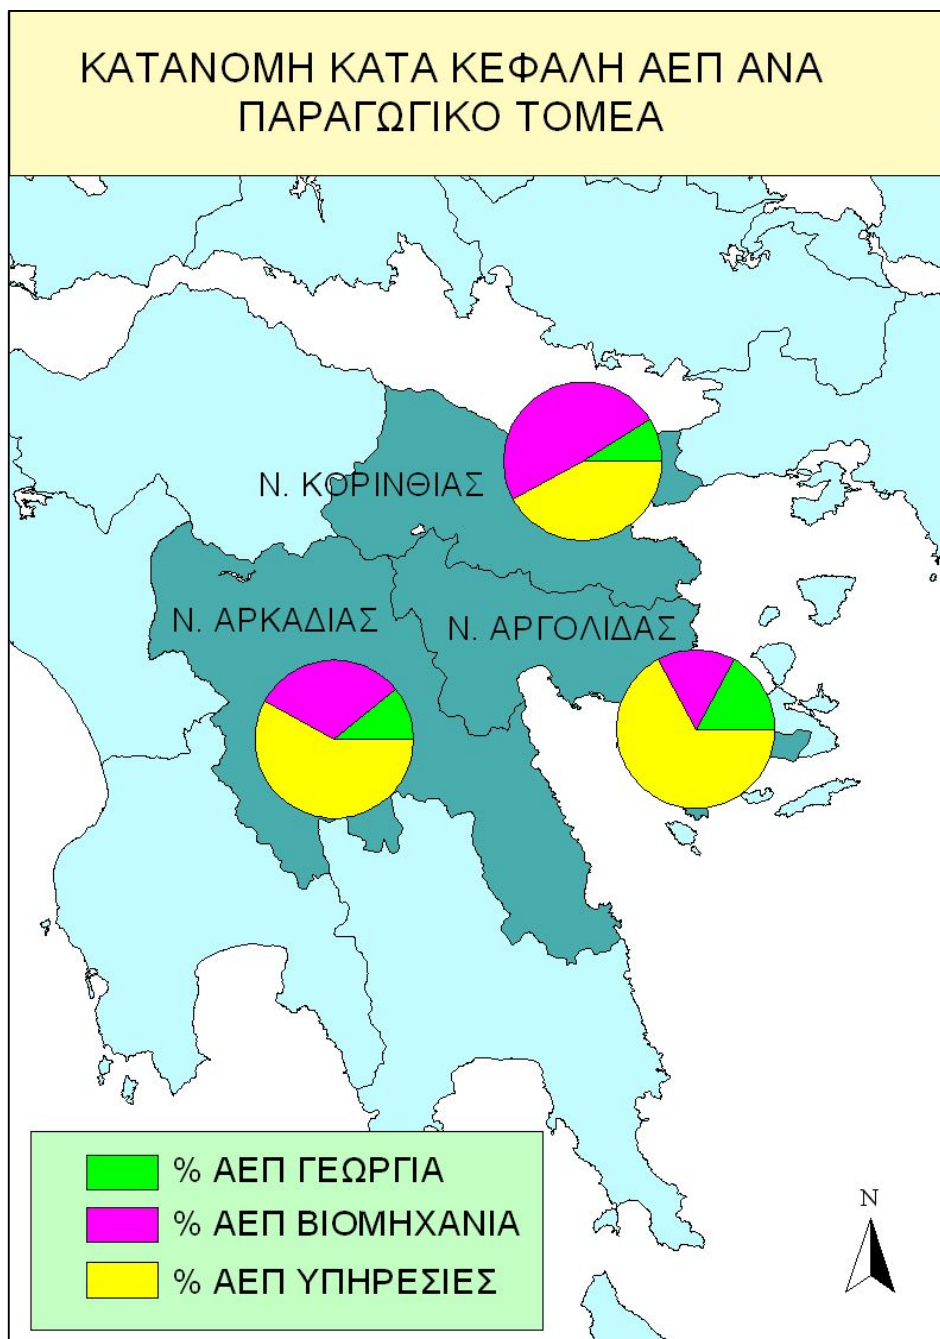 ΚΑΤΑΝΟΜΗ ΚΑΤΑ ΚΕΦΑΛΗ ΑΕΠ ΑΝΑ
ΠΑΡΑΓΩΓΙΚΟ ΤΟΜΕΑ
Ν. ΚΟΡΙΝΘΙΑΣ
Ν. ΑΡΚΑΔΙΑΣ
Ν. ΑΡΓΟΛΙΔΑΣ
% ΑΕΠ ΓΕΩΡΓΙΑ
% ΑΕΠ ΒΙΟΜΗΧΑΝΙΑ
% ΑΕΠ ΥΠΗΡΕΣΙΕΣ
N